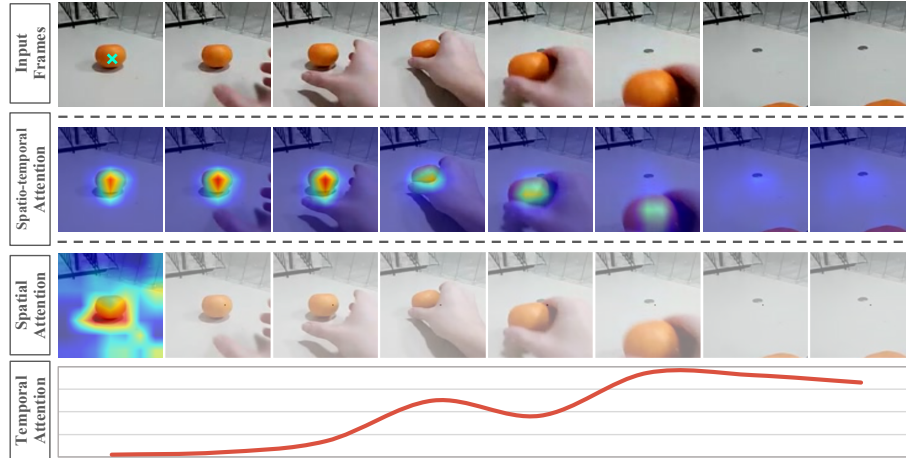 Input
Frames
Spatio-temporal
Attention
Spatial
Attention
Temporal
Attention